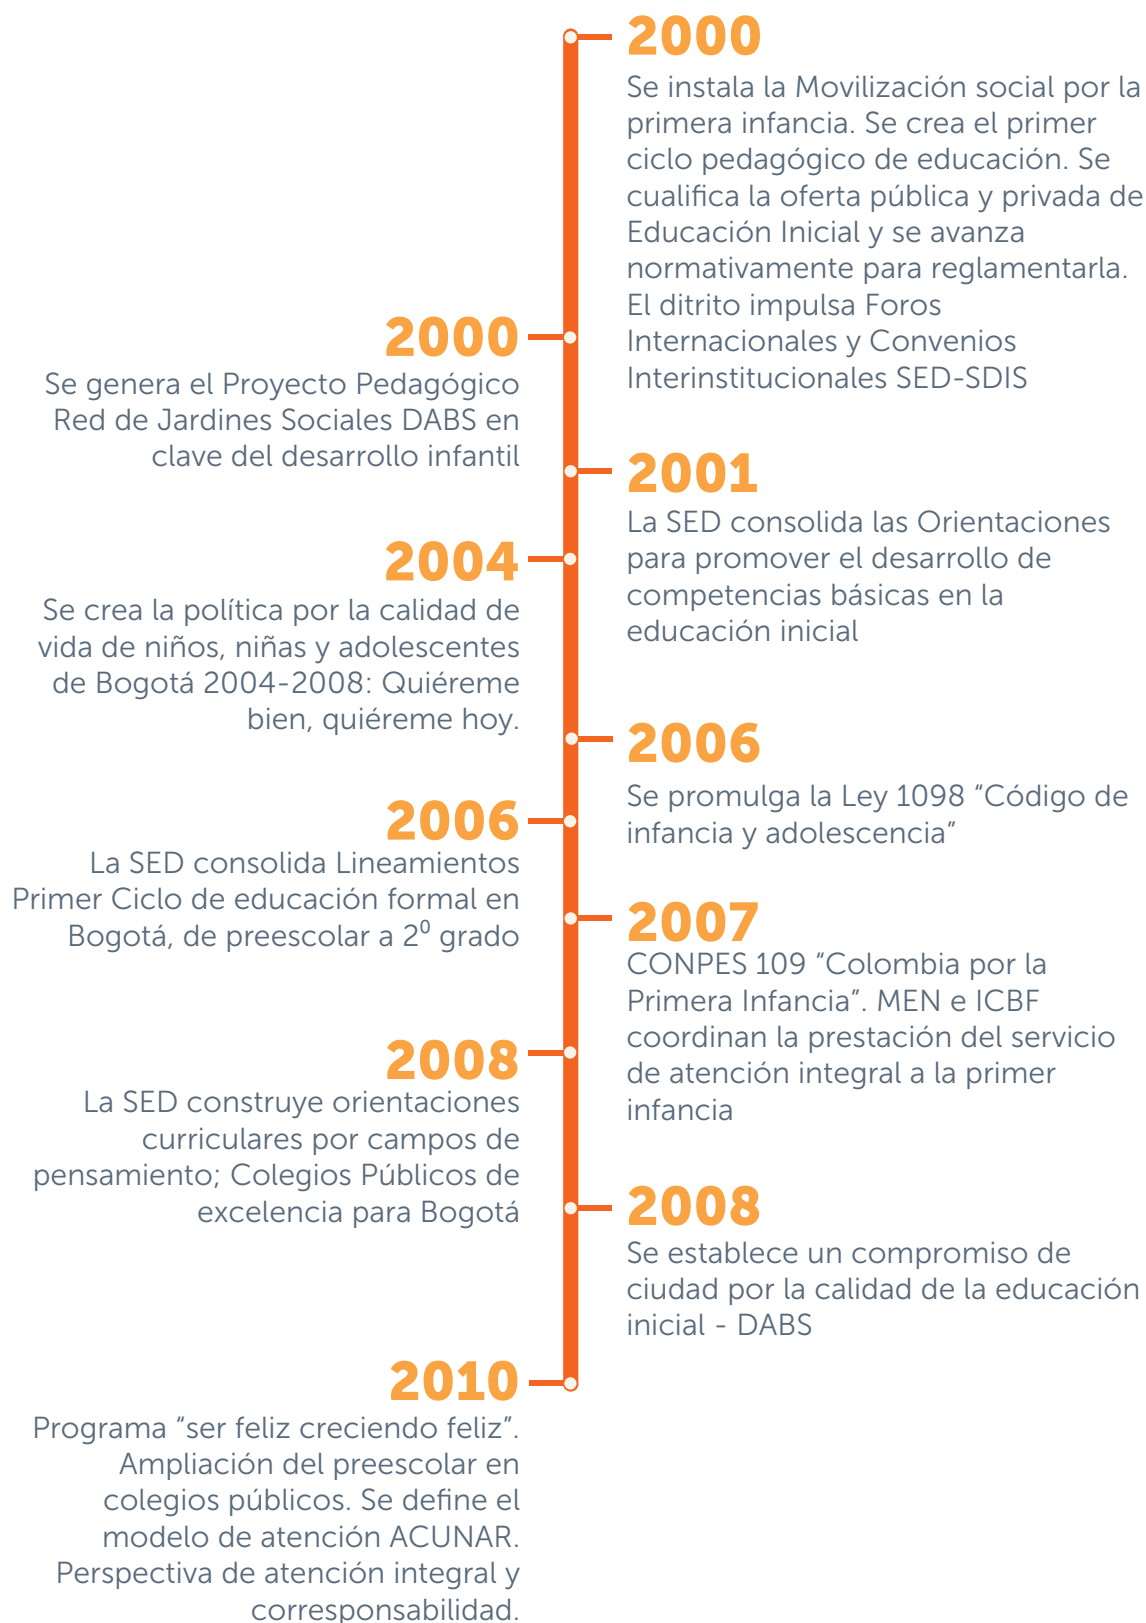 2000
Se instala la Movilización social por la
primera infancia. Se crea el primer
ciclo pedagógico de educación. Se
cualifica la oferta pública y privada de
Educación Inicial y se avanza
normativamente para reglamentarla.
El ditrito impulsa Foros
Internacionales y Convenios
Interinstitucionales SED-SDIS
2000
Se genera el Proyecto Pedagógico
Red de Jardines Sociales DABS en
clave del desarrollo infantil
2001
La SED consolida las Orientaciones
para promover el desarrollo de
competencias básicas en la
educación inicial
2004
Se crea la política por la calidad de
vida de niños, niñas y adolescentes
de Bogotá 2004-2008: Quiéreme
bien, quiéreme hoy.
2006
Se promulga la Ley 1098 “Código de
infancia y adolescencia”
2006
La SED consolida Lineamientos
Primer Ciclo de educación formal en
Bogotá, de preescolar a 2⁰ grado
2007
CONPES 109 “Colombia por la
Primera Infancia”. MEN e ICBF
coordinan la prestación del servicio
de atención integral a la primer
infancia
2008
La SED construye orientaciones
curriculares por campos de
pensamiento; Colegios Públicos de
excelencia para Bogotá
2008
Se establece un compromiso de
ciudad por la calidad de la educación
inicial - DABS
2010
Programa “ser feliz creciendo feliz”.
Ampliación del preescolar en
colegios públicos. Se define el
modelo de atención ACUNAR.
Perspectiva de atención integral y
corresponsabilidad.